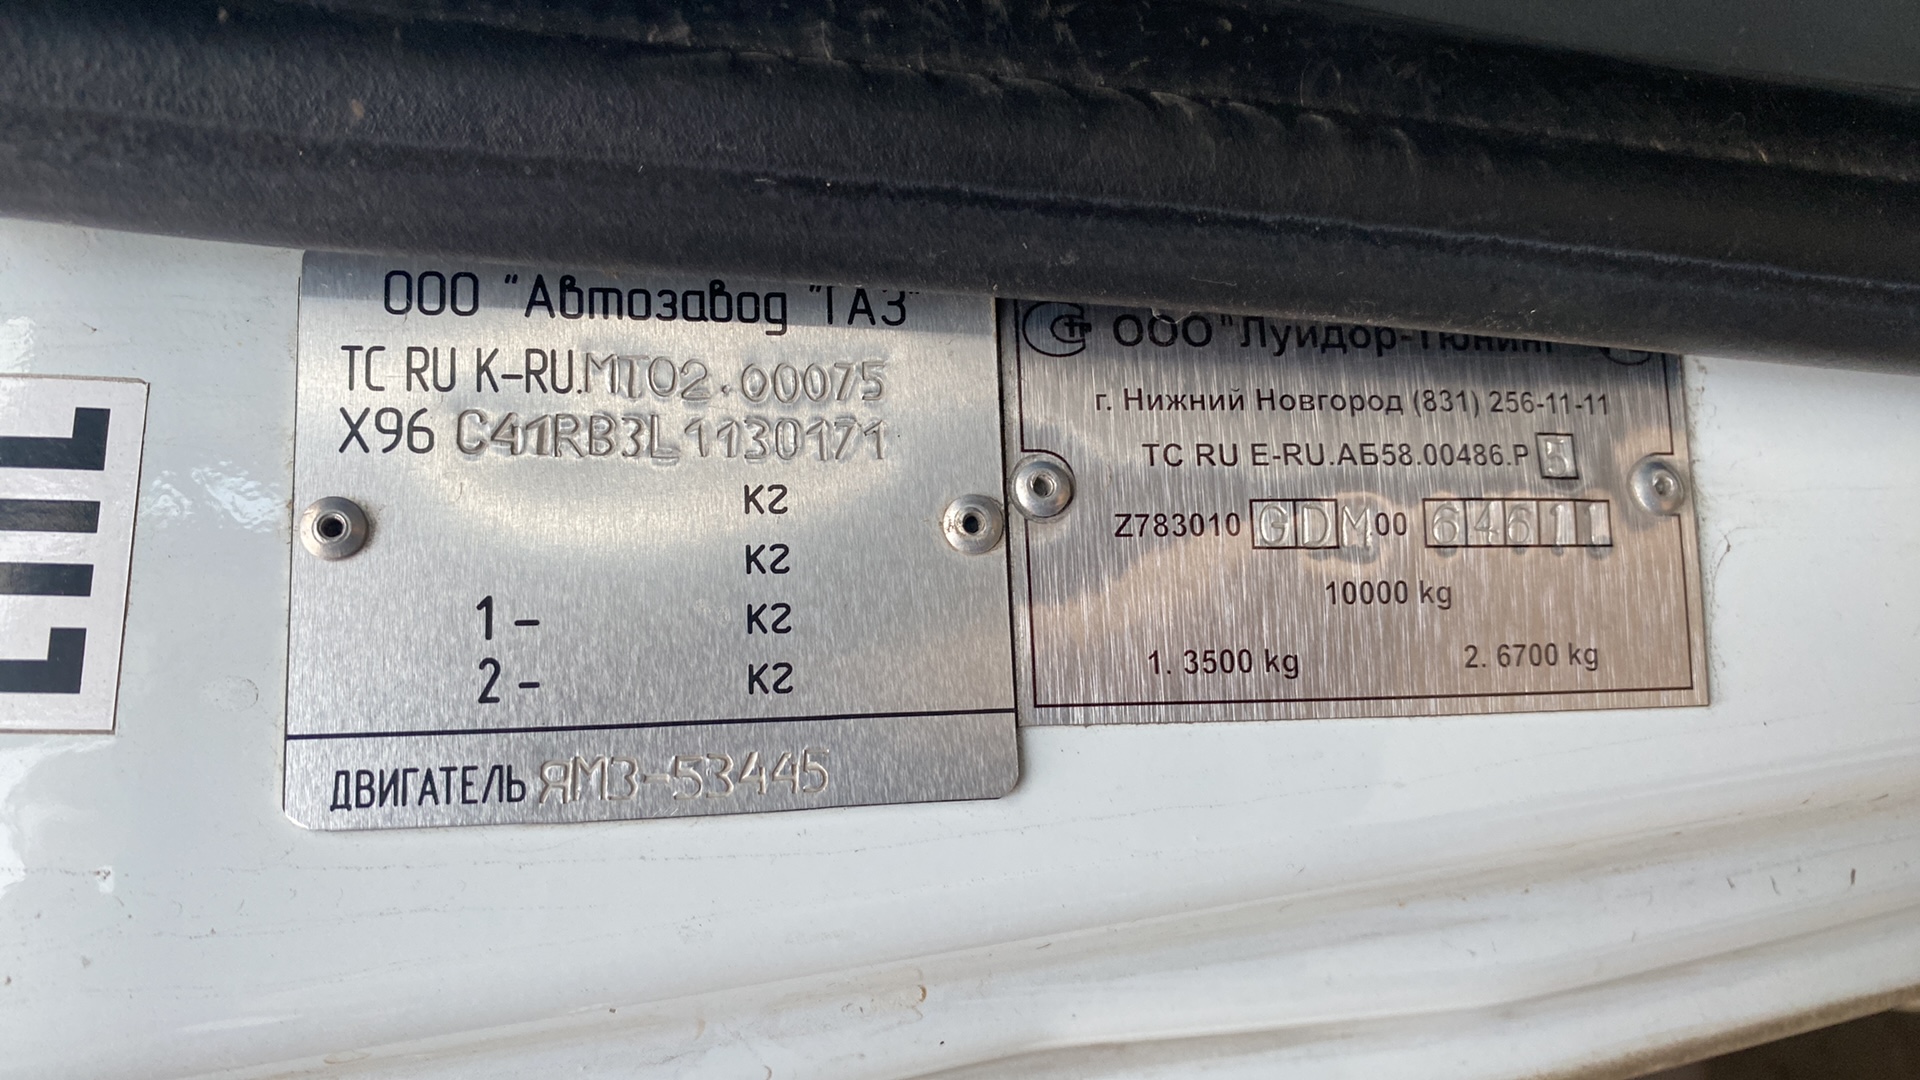 ООО "Автозавод "ГАЗ"
ТС RU К-RU.МТ02.00075
X96 C41RB3L1130171
кг
кг
1 - кг
2 - кг
ДВИГАТЕЛЬ ЯМЗ-53445
ООО "Луидор-Тюнинг"
г. Нижний Новгород (831) 256-11-11
ТС RU Е-RU.АБ58.00486.Р 5
Z783010 GDM 00 64611
10000 kg
1. 3500 kg 2. 6700 kg